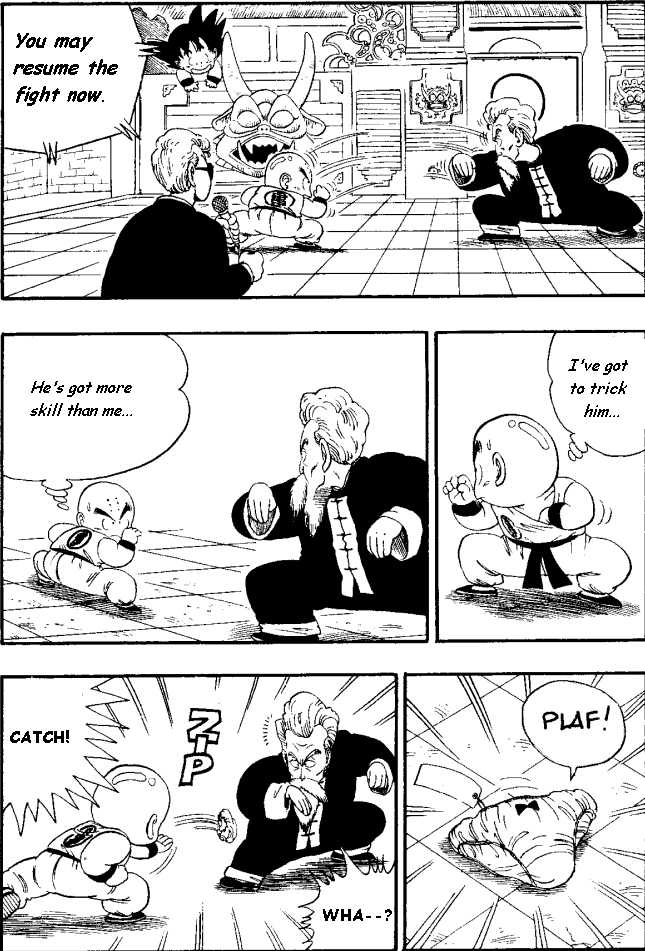 You may
resume the
fight now.
He's got more
skill than me...
I've got
to trick
him...
CATCH!
ZIP
WHA--?
PLAF!